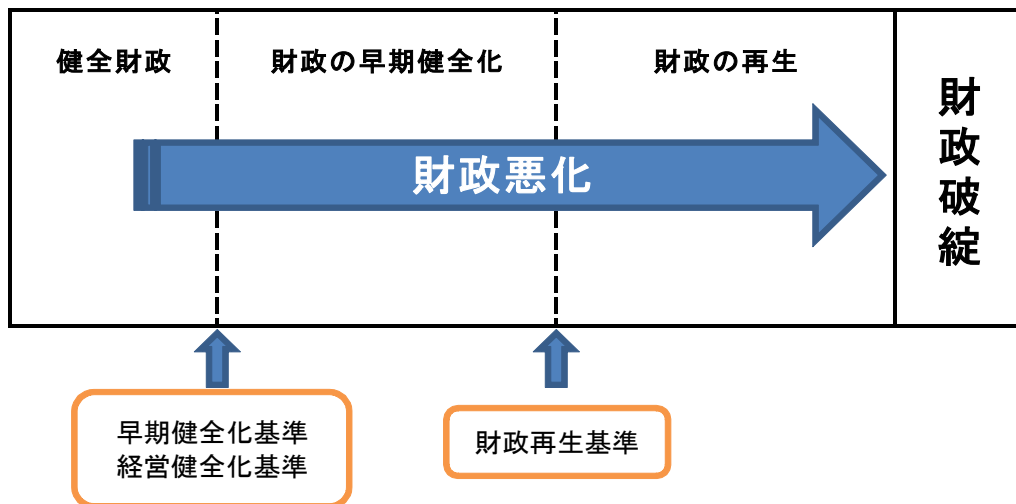 健全財政
財政の早期健全化
財政の再生
財政破綻
財政悪化
早期健全化基準
経営健全化基準
財政再生基準